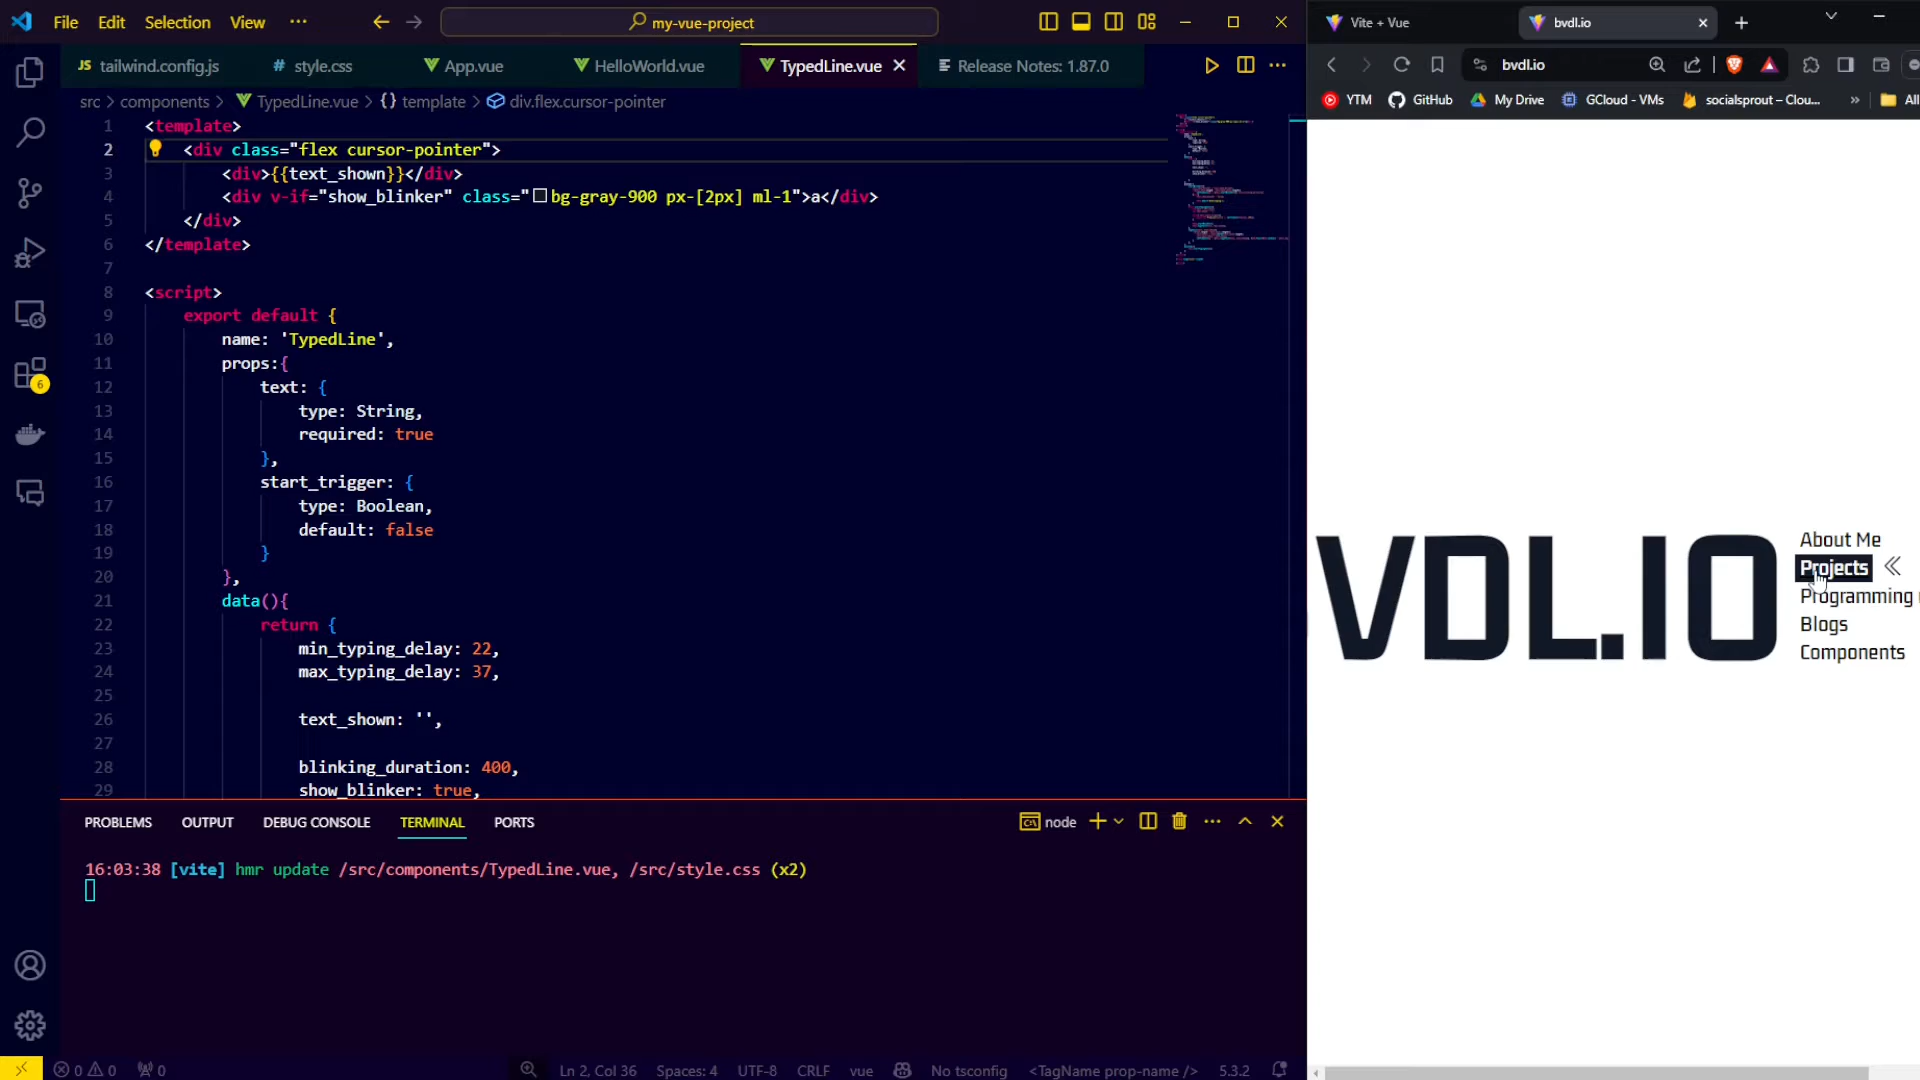 File Edit Selection View ··· my-vue-project
tailwind.config.js style.css App.vue HelloWorld.vue TypedLine.vue Release Notes: 1.87.0
src > components > TypedLine.vue > {} template > div.flex.cursor-pointer
1 <template>
2 <div class="flex cursor-pointer">
3 <div>{{text_shown}}</div>
4 <div v-if="show_blinker" class="bg-gray-900 px-[2px] ml-1">a</div>
5 </div>
6 </template>
7
8 <script>
9 export default {
10 name: 'TypedLine',
11 props:{
12 text: {
13 type: String,
14 required: true
15 },
16 start_trigger: {
17 type: Boolean,
18 default: false
19 }
20 },
21 data(){
22 return {
23 min_typing_delay: 22,
24 max_typing_delay: 37,
25
26 text_shown: '',
27
28 blinking_duration: 400,
29 show_blinker: true,
PROBLEMS OUTPUT DEBUG CONSOLE TERMINAL PORTS node
16:03:38 [vite] hmr update /src/components/TypedLine.vue, /src/style.css (x2)
6
0 0 0 Ln 2, Col 36 Spaces: 4 UTF-8 CRLF vue No tsconfig <TagName prop-name /> 5.3.2
Vite + Vue bvdl.io
bvdl.io
YTM GitHub My Drive GCloud - VMs socialsprout – Clou... » All
VDL.IO
About Me
Projects
Programming
Blogs
Components